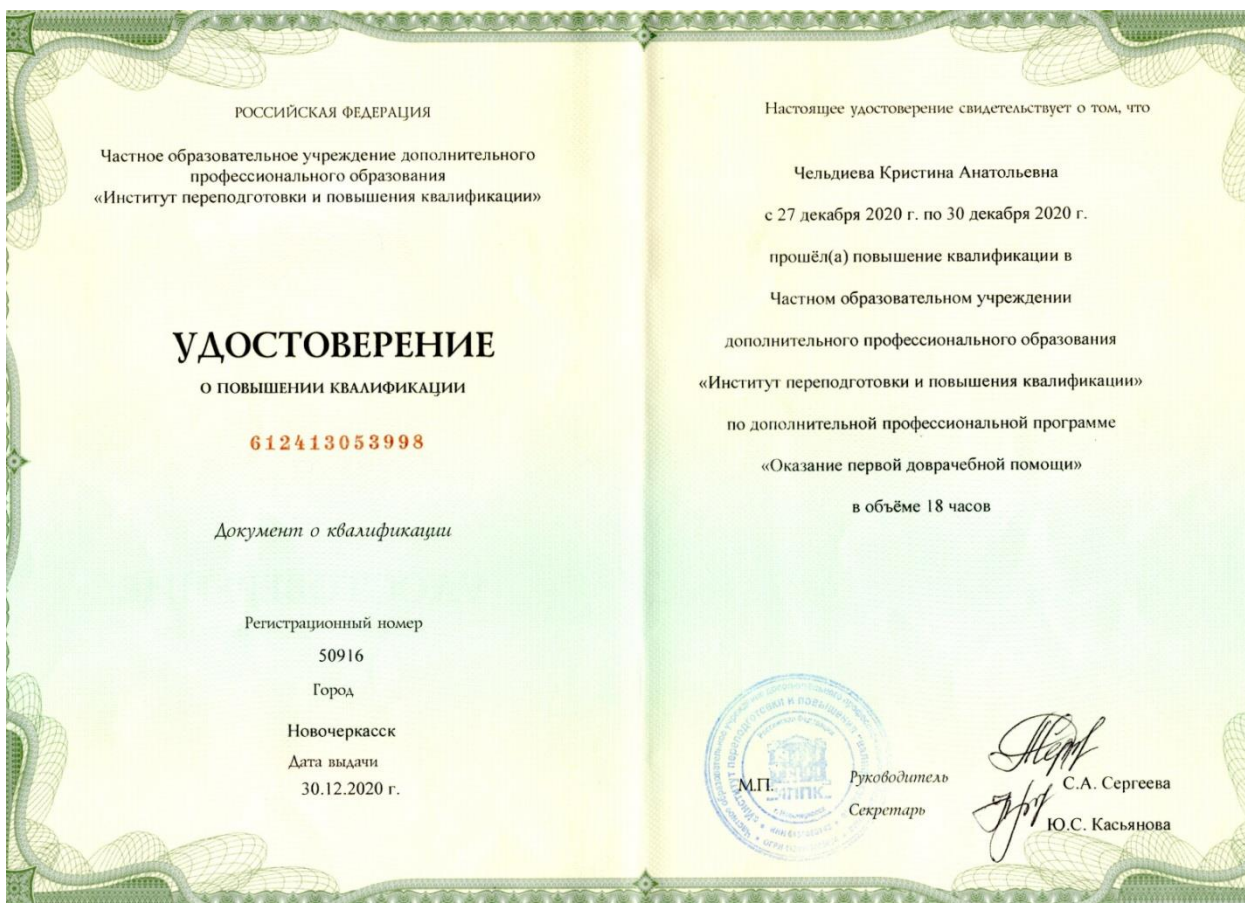 РОССИЙСКАЯ ФЕДЕРАЦИЯ
Частное образовательное учреждение дополнительного
профессионального образования
«Институт переподготовки и повышения квалификации»
УДОСТОВЕРЕНИЕ
О ПОВЫШЕНИИ КВАЛИФИКАЦИИ
612413053998
Документ о квалификации
Регистрационный номер
50916
Город
Новочеркасск
Дата выдачи
30.12.2020 г.
Настоящее удостоверение свидетельствует о том, что
Чельдиева Кристина Анатольевна
с 27 декабря 2020 г. по 30 декабря 2020 г.
прошёл(а) повышение квалификации в
Частном образовательном учреждении
дополнительного профессионального образования
«Институт переподготовки и повышения квалификации»
по дополнительной профессиональной программе
«Оказание первой доврачебной помощи»
в объёме 18 часов
М.П.
Руководитель
С.А. Сергеева
Секретарь
Ю.С. Касьянова
ИППК